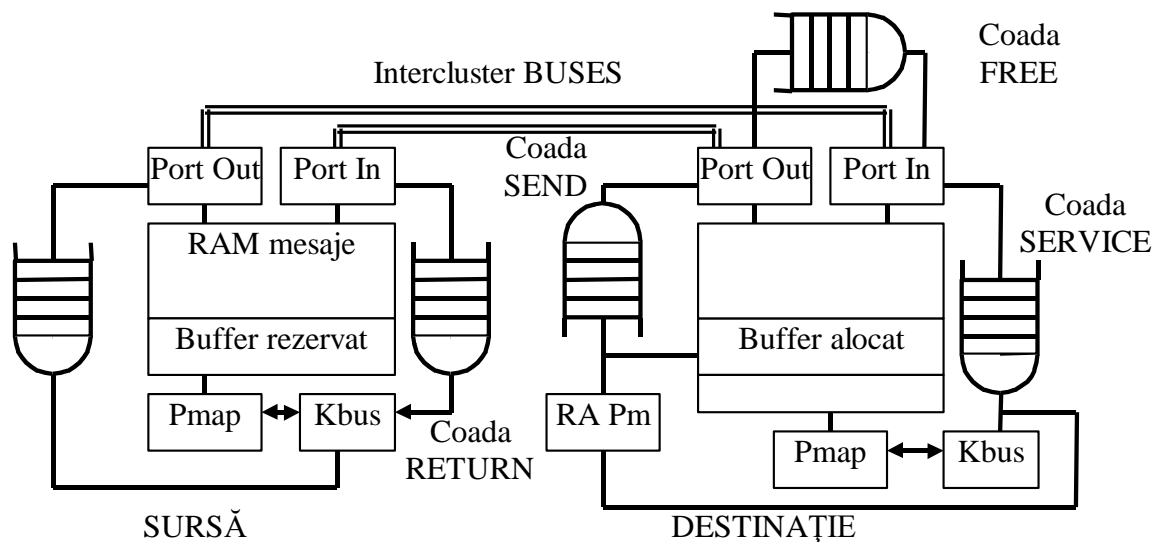 Coada
FREE
Intercluster BUSES
Port Out
Port In
Coada
SEND
Port Out
Port In
Coada
SERVICE
RAM mesaje
Buffer rezervat
Buffer alocat
Pmap
Kbus
Coada
RETURN
RA Pm
Pmap
Kbus
SURSĂ
DESTINAŢIE